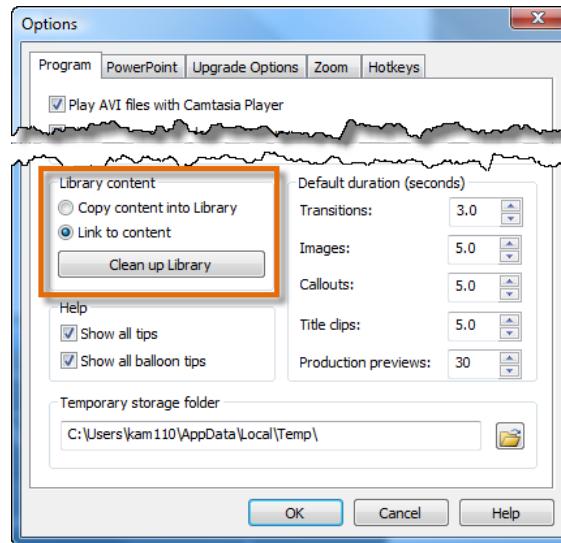 Options
Program PowerPoint Upgrade Options Zoom Hotkeys
Play AVI files with Camtasia Player
Library content
Copy content into Library
Link to content
Clean up Library
Help
Show all tips
Show all balloon tips
Default duration (seconds)
Transitions: 3.0
Images: 5.0
Callouts: 5.0
Title clips: 5.0
Production previews: 30
Temporary storage folder
C:\Users\kam110\AppData\Local\Temp\
OK Cancel Help